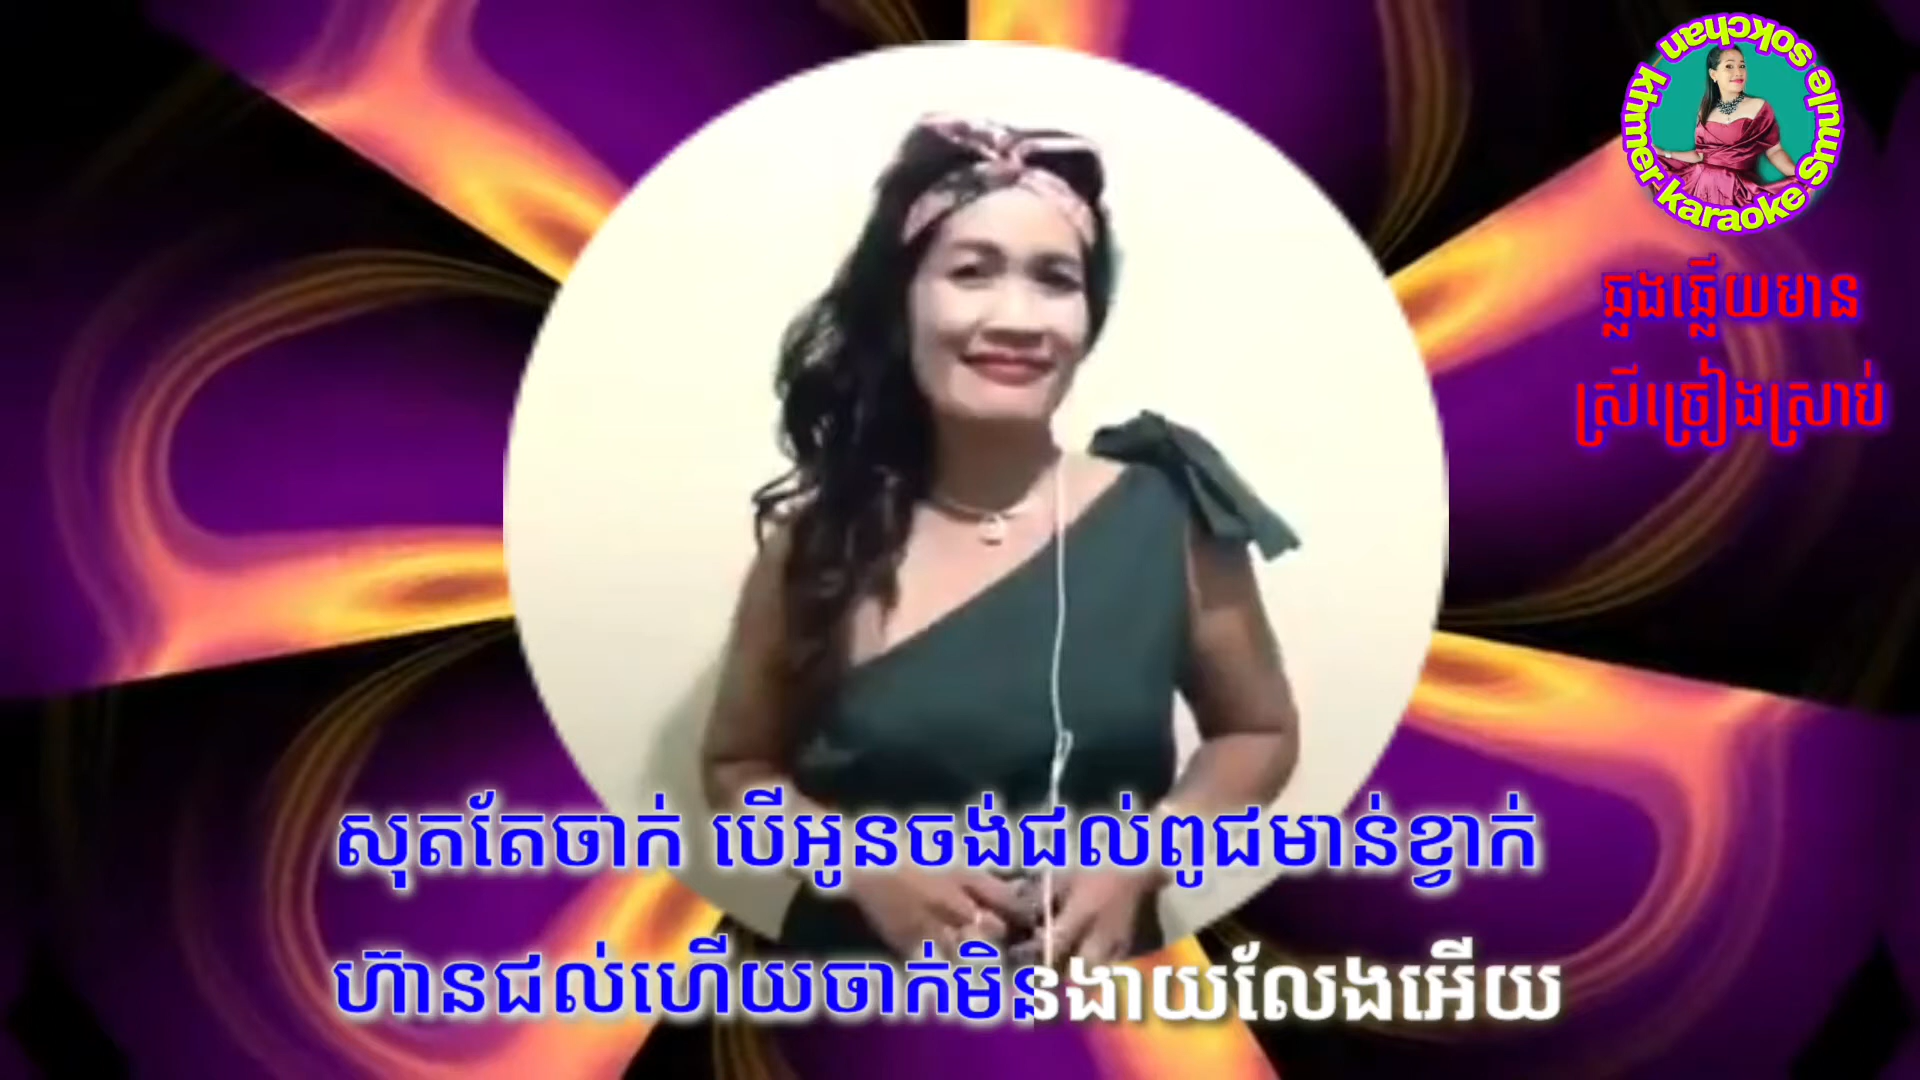 khmer karaoke Smule sokchan
ឆ្លងឆ្លើយមាន
ស្រីច្រៀងស្រាប់
សុតតែចាក់ បើអូនចង់ជល់ពូជមាន់ខ្វាក់
ហ៊ានជល់ហើយចាក់មិនងាយលែងអើយ